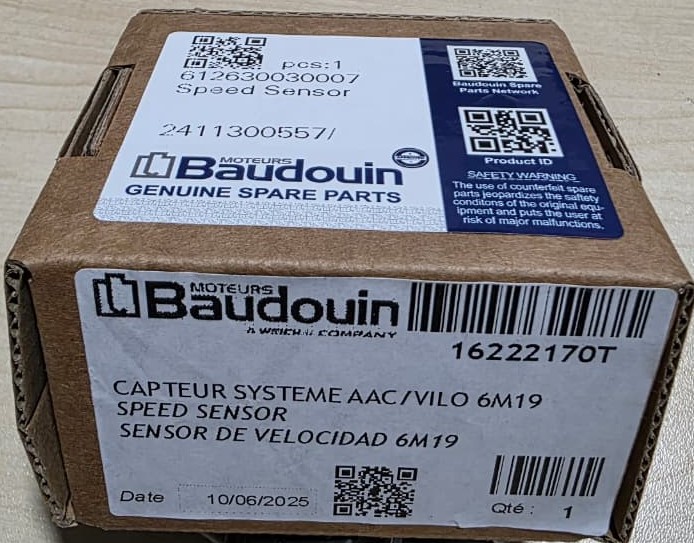 pcs:1
612630030007
Speed Sensor
2411300557/
MOTEURS
Baudouin
GENUINE SPARE PARTS
Baudouin Spare
Parts Network
Product ID
SAFETY WARNING
The use of counterfeit spare
parts jeopardizes the saftety
conditons of the original equ-
ipment and puts the user at
risk of major malfunctions.
MOTEURS
Baudouin
A WEICHAI COMPANY
16222170T
CAPTEUR SYSTEME AAC/VILO 6M19
SPEED SENSOR
SENSOR DE VELOCIDAD 6M19
Date 10/06/2025
Qté : 1